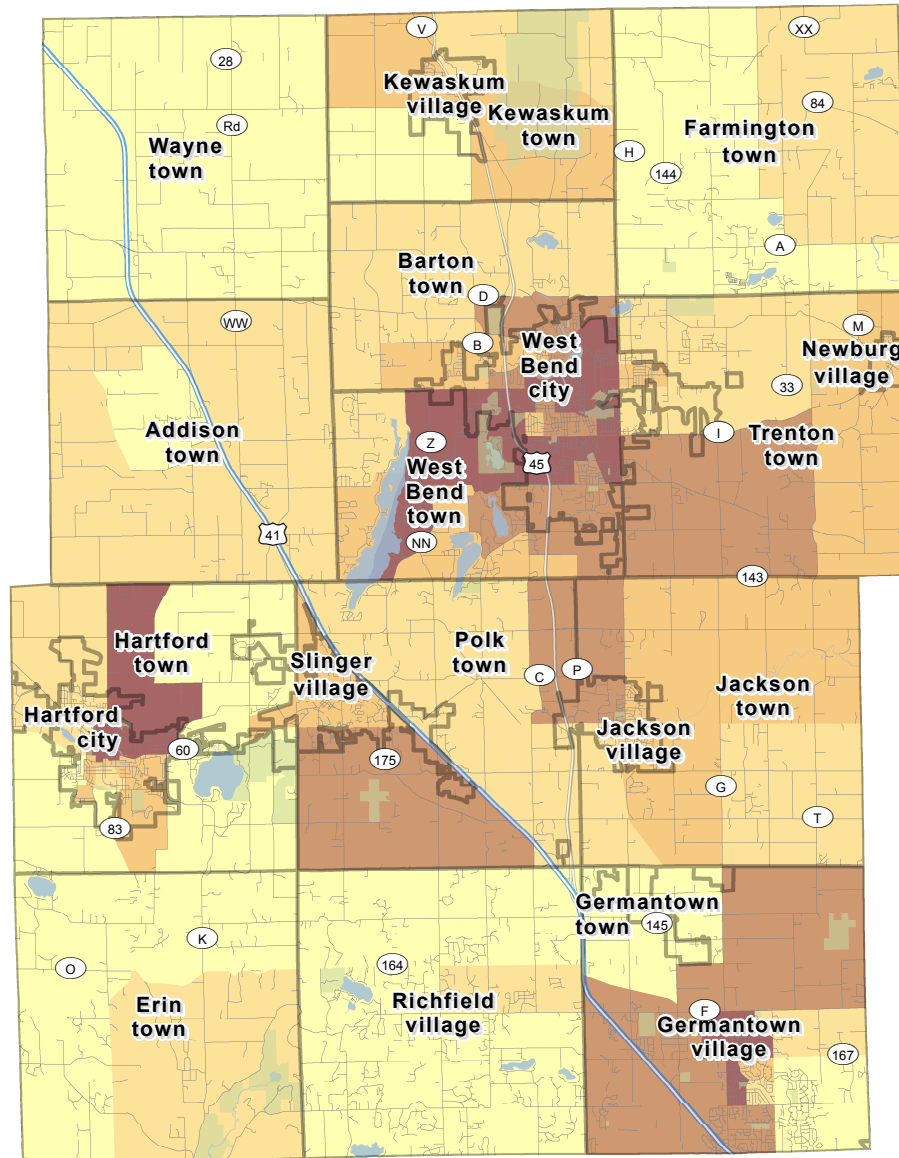 V
XX
28
Kewaskum
village
84
Kewaskum
town
Rd
Farmington
town
Wayne
town
H
144
A
Barton
town
D
WW
M
B
West
Bend
city
Newburg
village
33
Addison
town
Z
I
Trenton
town
45
West
Bend
town
41
NN
143
Hartford
town
Slinger
village
Polk
town
C
P
Jackson
town
Hartford
city
60
Jackson
village
175
G
83
T
Germantown
town
145
K
O
164
Erin
town
Richfield
village
F
Germantown
village
167